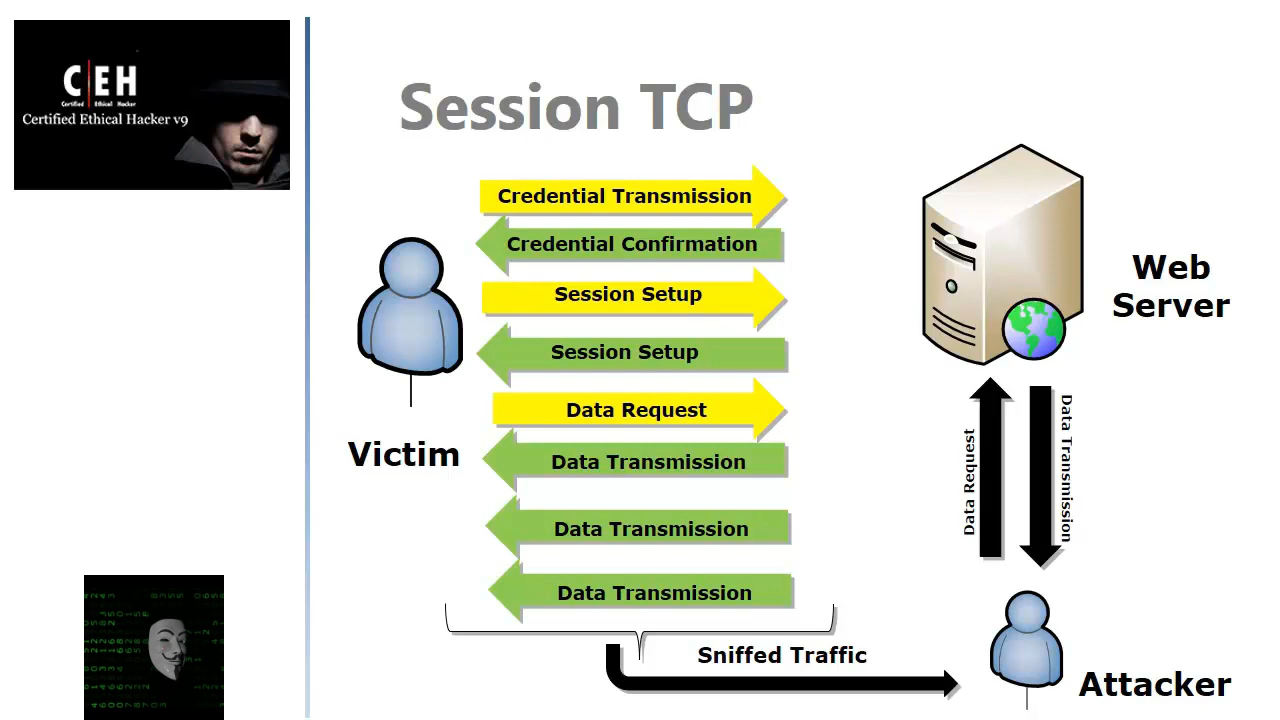 CEH
Certified Ethical Hacker
Certified Ethical Hacker v9
Session TCP
Credential Transmission
Credential Confirmation
Session Setup
Session Setup
Data Request
Data Transmission
Data Transmission
Data Transmission
Victim
Web
Server
Data Request
Data Transmission
Sniffed Traffic
Attacker